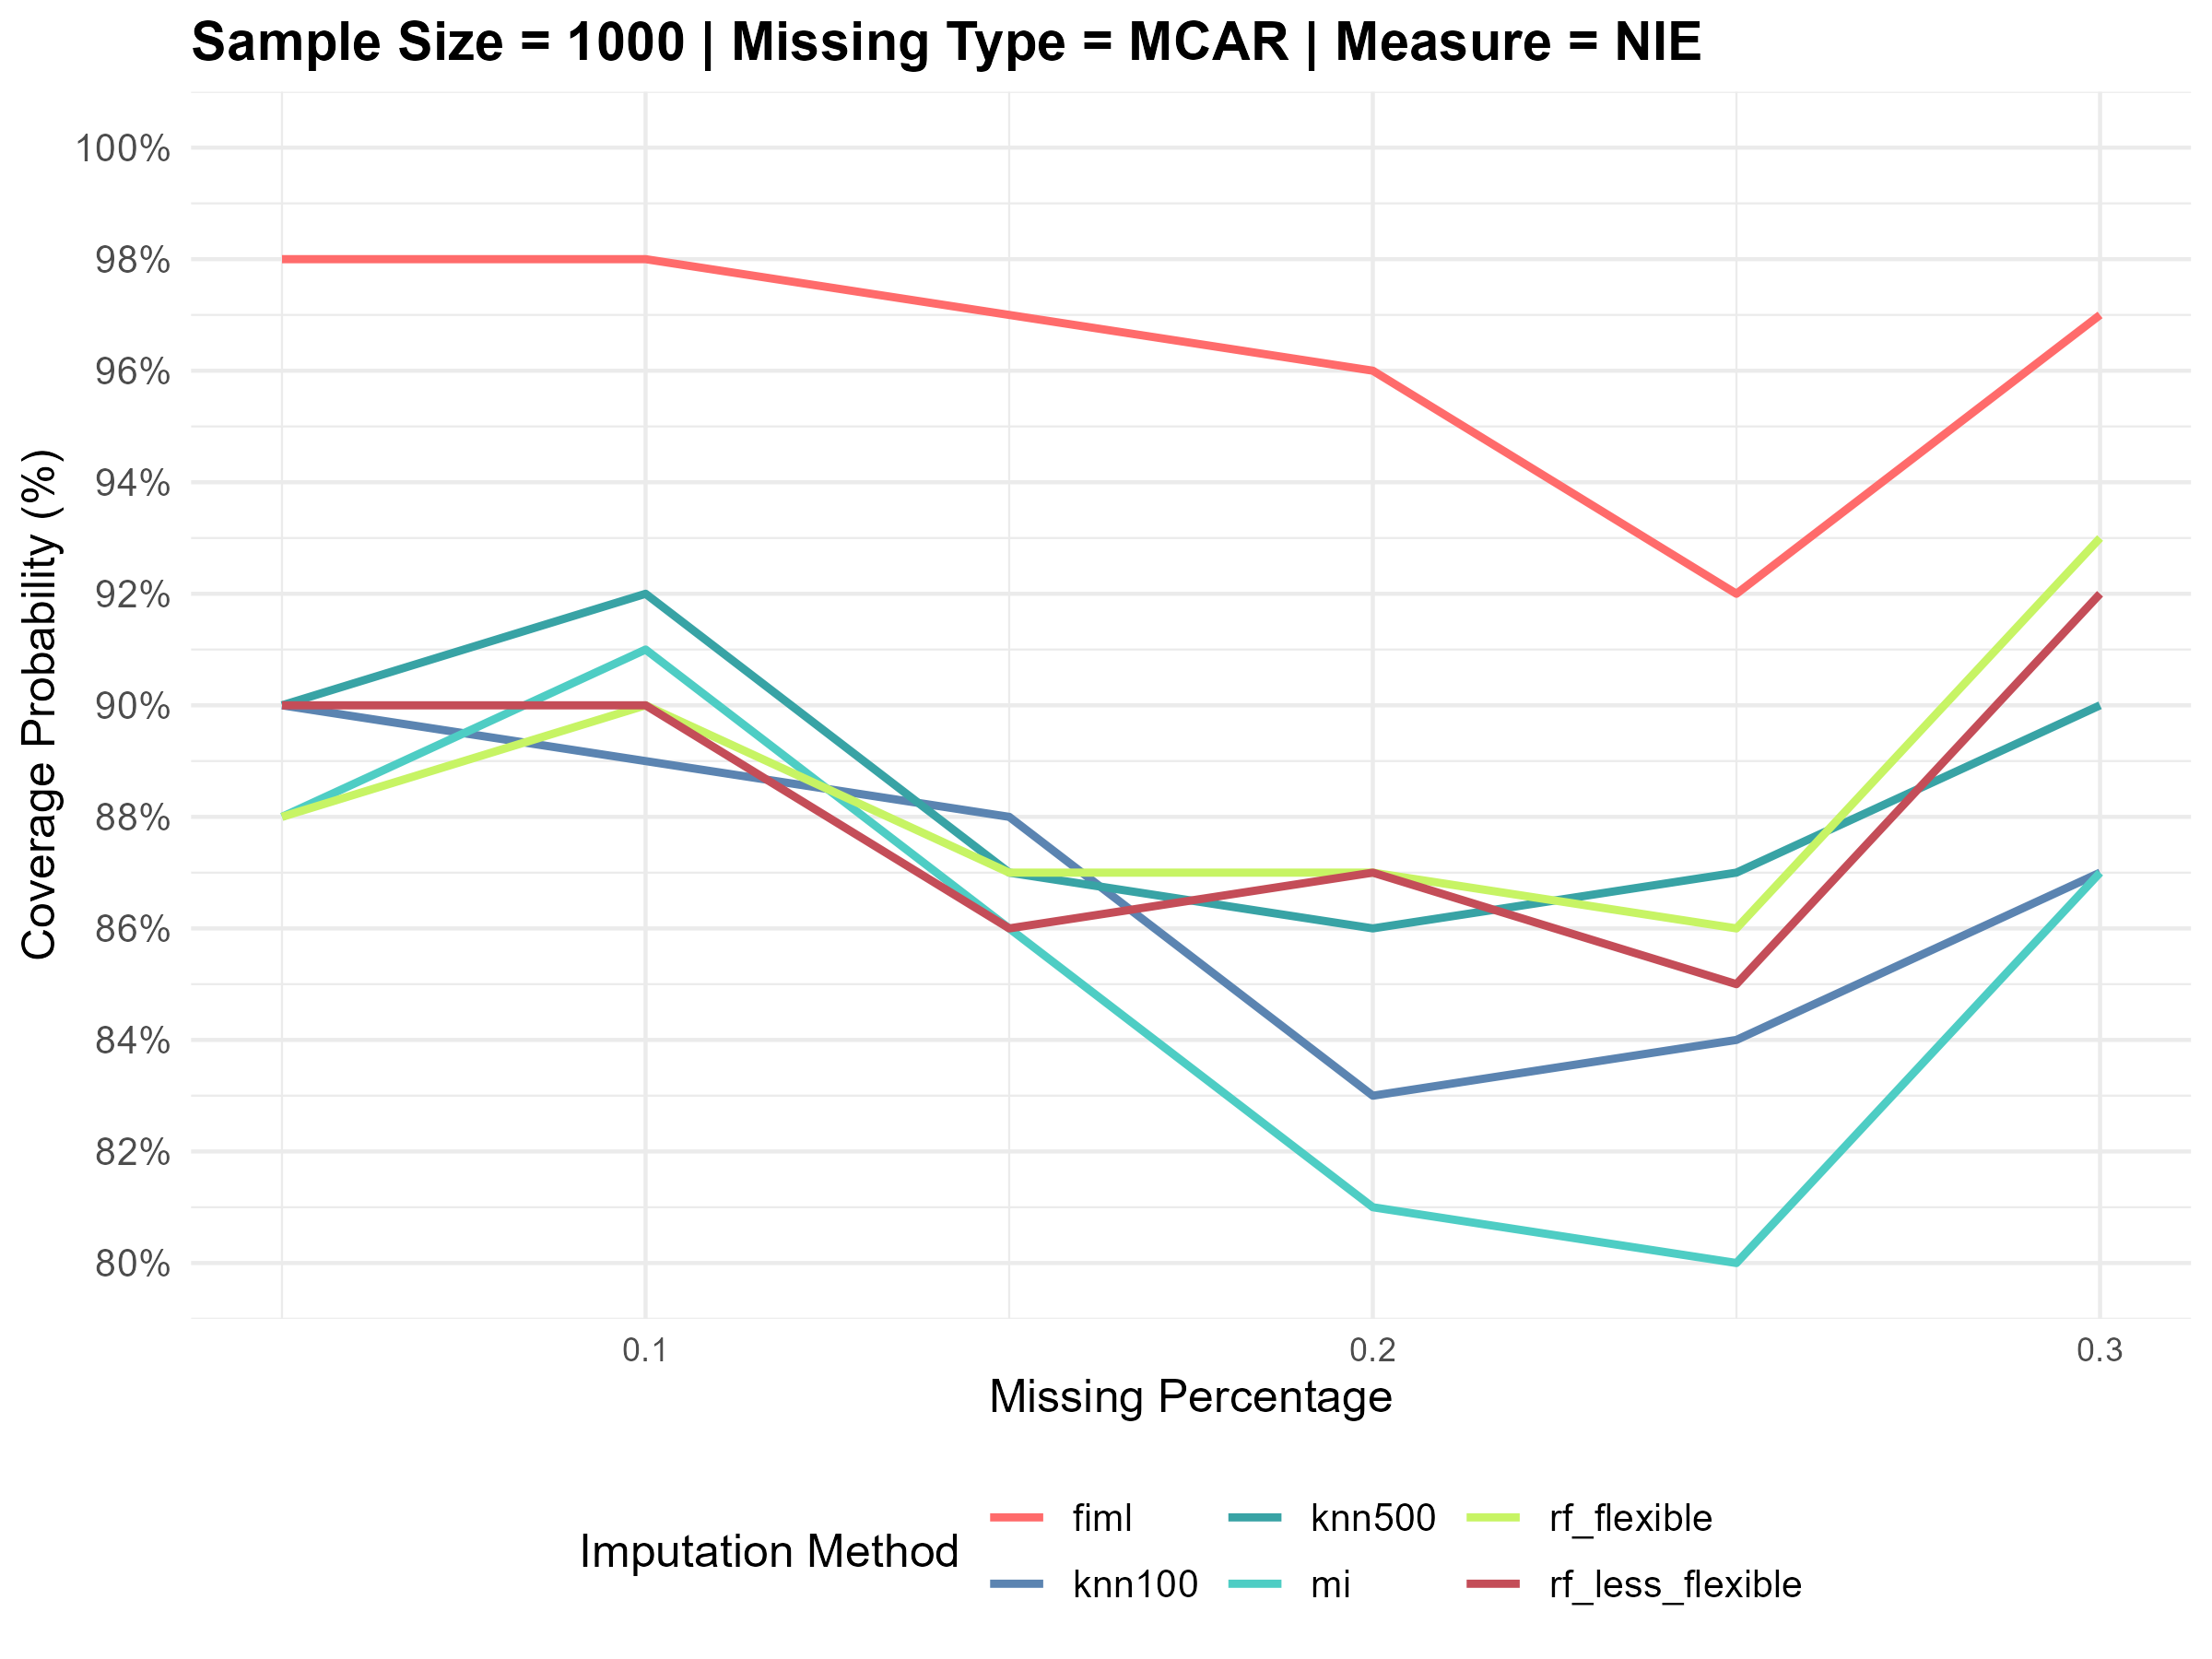 Sample Size = 1000 | Missing Type = MCAR | Measure = NIE
Coverage Probability (%)
100%
98%
96%
94%
92%
90%
88%
86%
84%
82%
80%
0.1 0.2 0.3
Missing Percentage
Imputation Method
fiml knn500 rf_flexible
knn100 mi rf_less_flexible